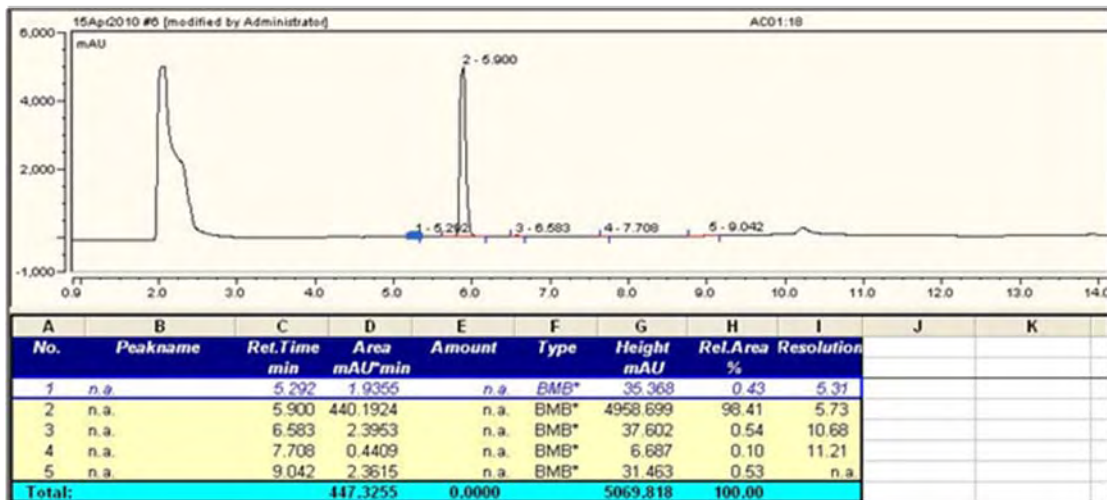 15Apr2010 #6 [modified by Administrator]	AC01:18
6,000
mAU
2 - 5.900
4,000
2,000
1 - 5.292 3 - 6.583 4 - 7.708 5 - 9.042
-1,000
0.9 2.0 3.0 4.0 5.0 6.0 7.0 8.0 9.0 10.0 11.0 12.0 13.0 14.0
A B C D E F G H I J K
No. Peakname Ret.Time Area Amount Type Height Rel.Area Resolution
min mAU*min mAU %
1 n.a. 5.292 1.9355 n.a. BMB* 35.368 0.43 5.31
2 n.a. 5.900 440.1924 n.a. BMB* 4958.699 98.41 5.73
3 n.a. 6.583 2.3953 n.a. BMB* 37.602 0.54 10.68
4 n.a. 7.708 0.4409 n.a. BMB* 6.687 0.10 11.21
5 n.a. 9.042 2.3615 n.a. BMB* 31.463 0.53 n.a.
Total: 447.3255 0.0000 5069.818 100.00